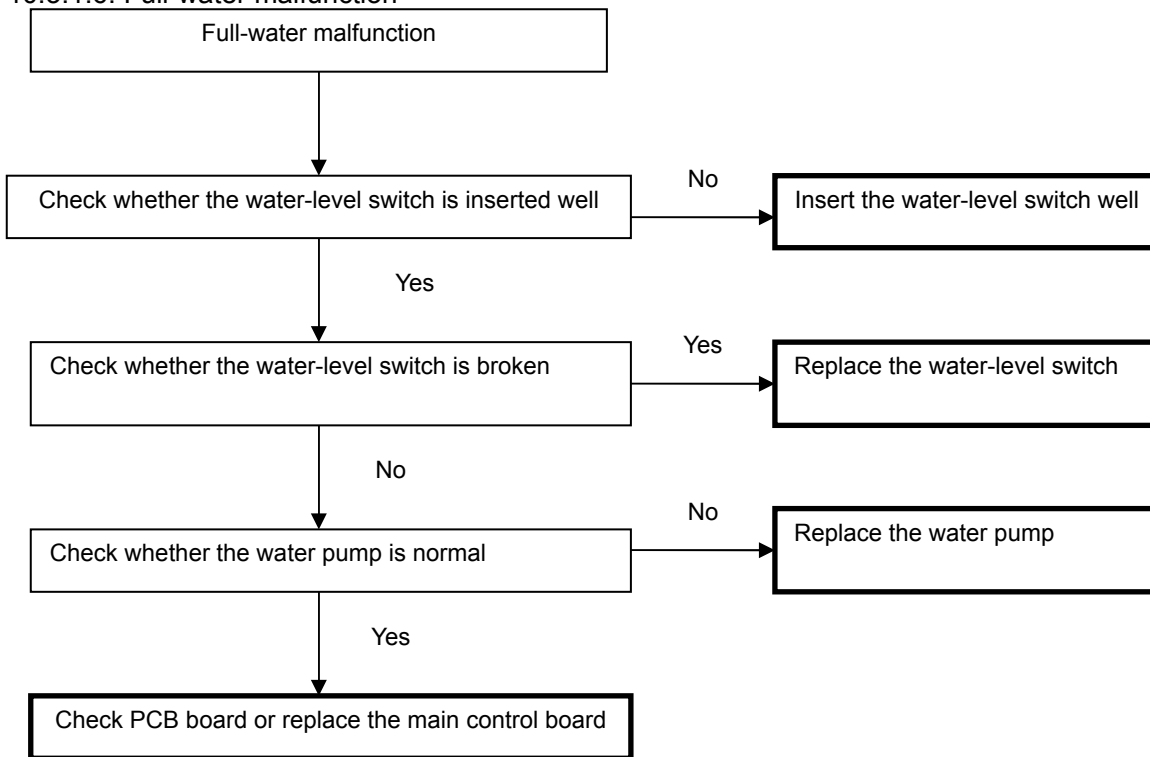 Full-water malfunction
Full-water malfunction
Check whether the water-level switch is inserted well
No
Insert the water-level switch well
Yes
Check whether the water-level switch is broken
Yes
Replace the water-level switch
No
Check whether the water pump is normal
No
Replace the water pump
Yes
Check PCB board or replace the main control board